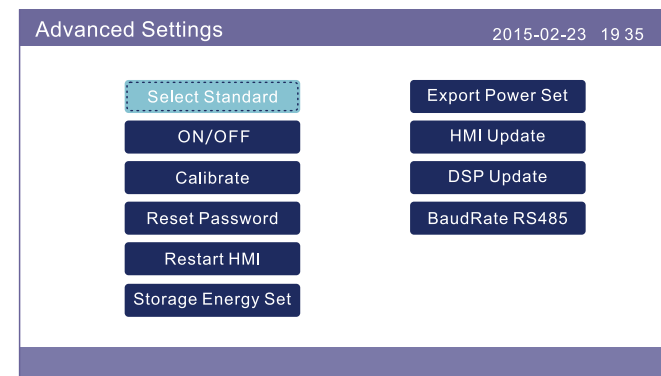 Advanced Settings
2015-02-23 19 35
Select Standard
ON/OFF
Calibrate
Reset Password
Restart HMI
Storage Energy Set
Export Power Set
HMI Update
DSP Update
BaudRate RS485